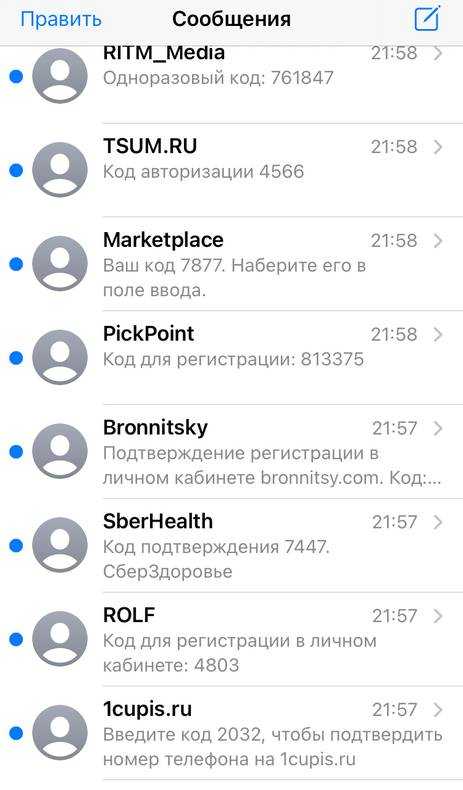 Править
Сообщения
RITM_Media
21:58
Одноразовый код: 761847
TSUM.RU
21:58
Код авторизации 4566
Marketplace
21:58
Ваш код 7877. Наберите его в
поле ввода.
PickPoint
21:58
Код для регистрации: 813375
Bronnitsky
21:57
Подтверждение регистрации в
личном кабинете bronnitsy.com. Код:...
SberHealth
21:57
Код подтверждения 7447.
СберЗдоровье
ROLF
21:57
Код для регистрации в личном
кабинете: 4803
1cupis.ru
21:57
Введите код 2032, чтобы подтвердить
номер телефона на 1cupis.ru